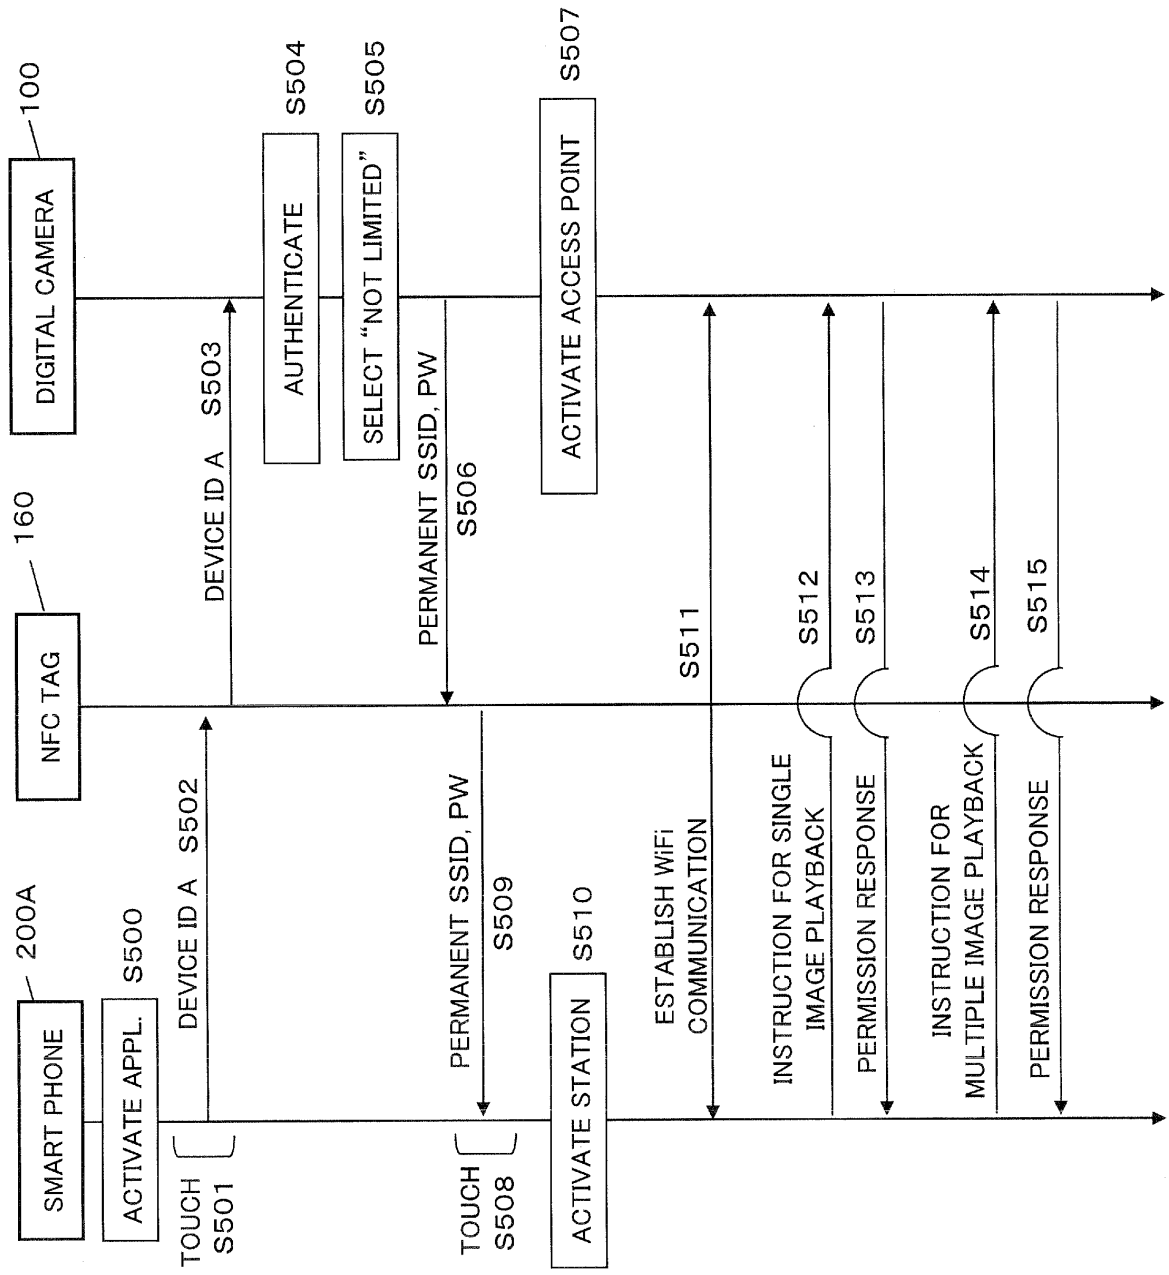 SMART PHONE
200A
NFC TAG
160
DIGITAL CAMERA
100
ACTIVATE APPL.
S500
TOUCH
S501
DEVICE ID A S502
DEVICE ID A S503
AUTHENTICATE
S504
SELECT “NOT LIMITED”
S505
PERMANENT SSID, PW
S506
ACTIVATE ACCESS POINT
S507
TOUCH
S508
PERMANENT SSID, PW
S509
ACTIVATE STATION
S510
ESTABLISH WiFi
COMMUNICATION
S511
INSTRUCTION FOR SINGLE
IMAGE PLAYBACK
S512
PERMISSION RESPONSE
S513
INSTRUCTION FOR
MULTIPLE IMAGE PLAYBACK
S514
PERMISSION RESPONSE
S515